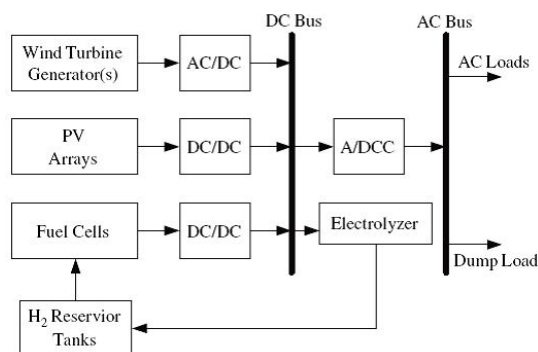 DC Bus
AC Bus
Wind Turbine
Generator(s)
AC/DC
AC Loads
PV
Arrays
DC/DC
A/DCC
Fuel Cells
DC/DC
Electrolyzer
Dump Load
H₂ Reservior
Tanks